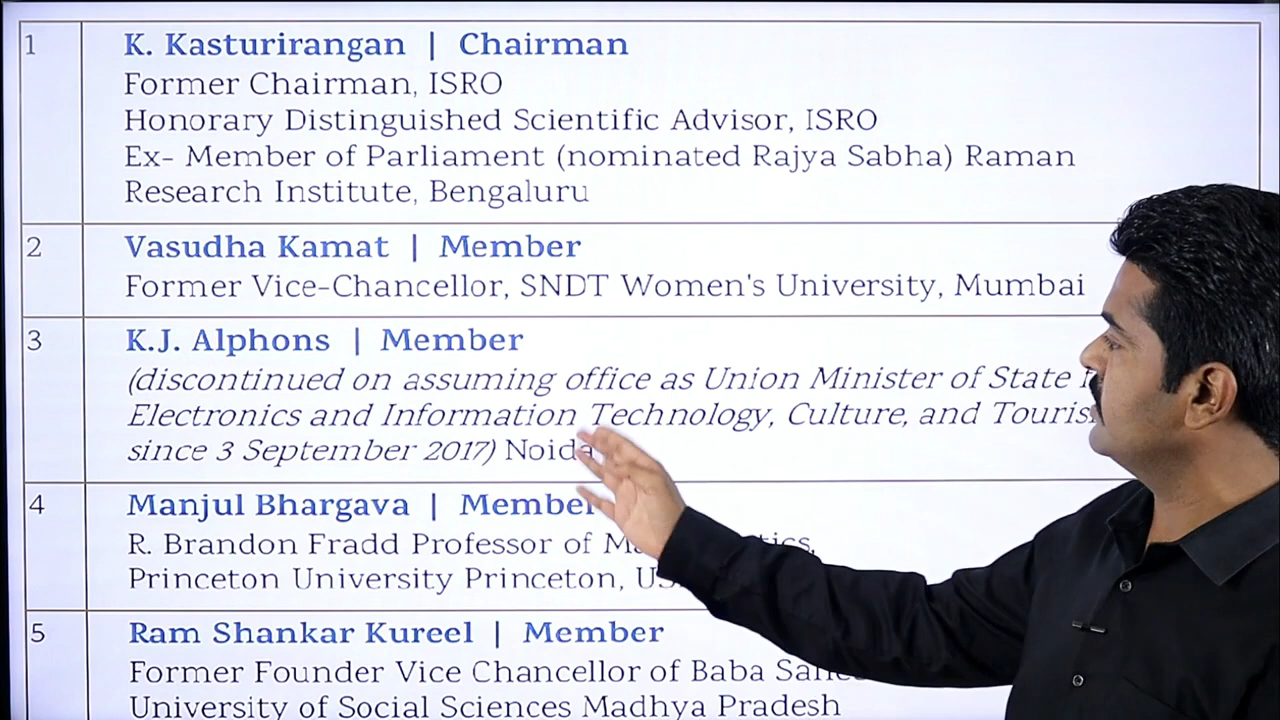 1
K. Kasturirangan | Chairman
Former Chairman, ISRO
Honorary Distinguished Scientific Advisor, ISRO
Ex- Member of Parliament (nominated Rajya Sabha) Raman
Research Institute, Bengaluru
2
Vasudha Kamat | Member
Former Vice-Chancellor, SNDT Women's University, Mumbai
3
K.J. Alphons | Member
(discontinued on assuming office as Union Minister of State
Electronics and Information Technology, Culture, and
since 3 September 2017) Noida
4
Manjul Bhargava | Member
R. Brandon Fradd Professor of
Princeton University Princeton,
5
Ram Shankar Kureel | Member
Former Founder Vice Chancellor of Baba
University of Social Sciences Madhya Pradesh